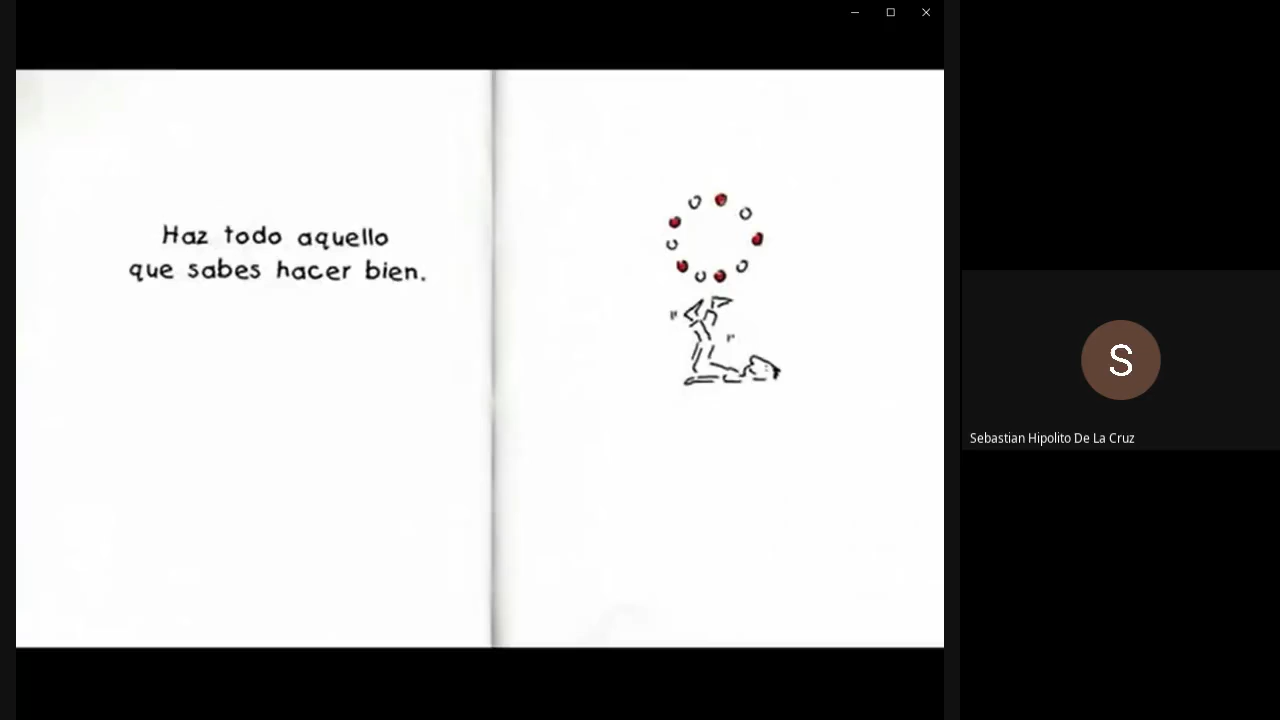 Haz todo aquello
que sabes hacer bien.
S
Sebastian Hipolito De La Cruz